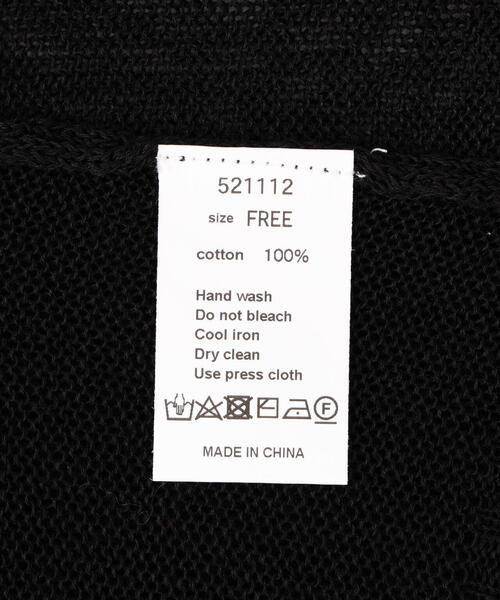 521112
size FREE
cotton 100%
Hand wash
Do not bleach
Cool iron
Dry clean
Use press cloth
F
MADE IN CHINA